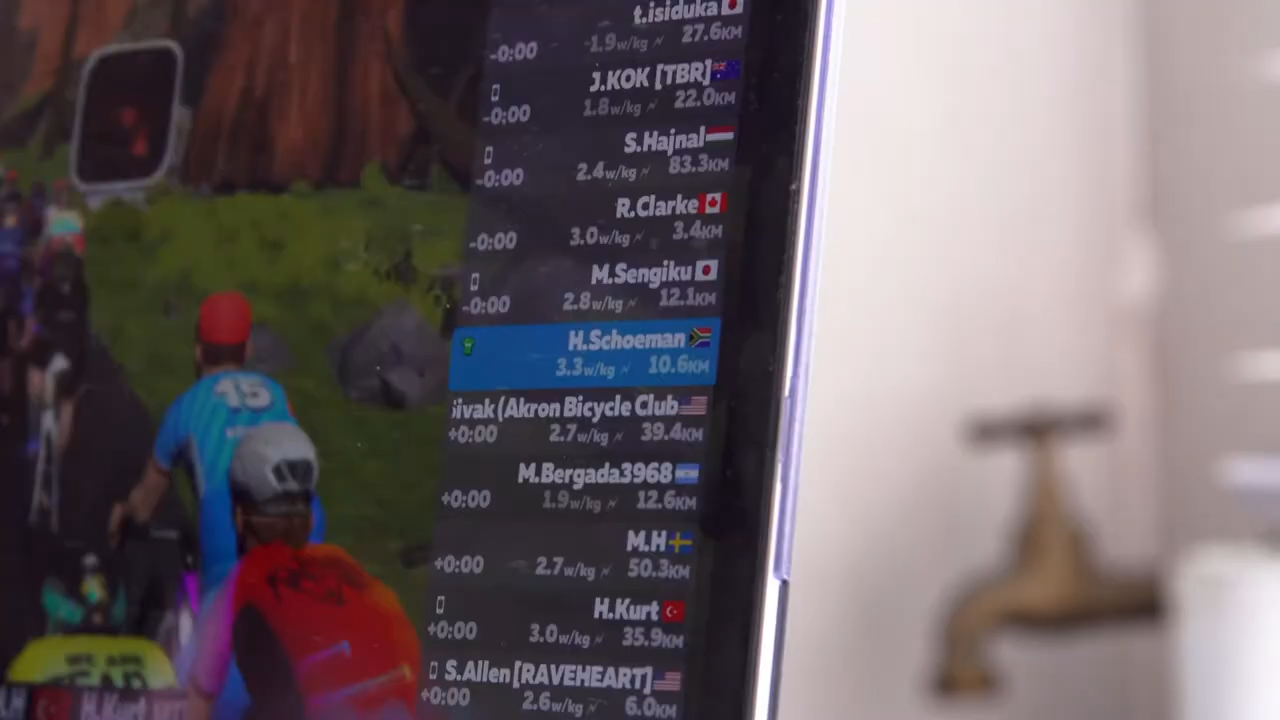 t.isiduka
-0:00 -1.9w/kg 27.6KM
J.KOK [TBR]
-0:00 1.8w/kg 22.0KM
S.Hajnal
-0:00 2.4w/kg 83.3KM
R.Clarke
-0:00 3.0w/kg 3.4KM
M.Sengiku
-0:00 2.8w/kg 12.1KM
H.Schoeman
3.3w/kg 10.6KM
ivak (Akron Bicycle Club
+0:00 2.7w/kg 39.4KM
M.Bergada3968
+0:00 1.9w/kg 12.6KM
M.H
+0:00 2.7w/kg 50.3KM
H.Kurt
+0:00 3.0w/kg 35.9KM
S.Allen [RAVEHEART]
+0:00 2.6w/kg 6.0KM
15
H.Kurt